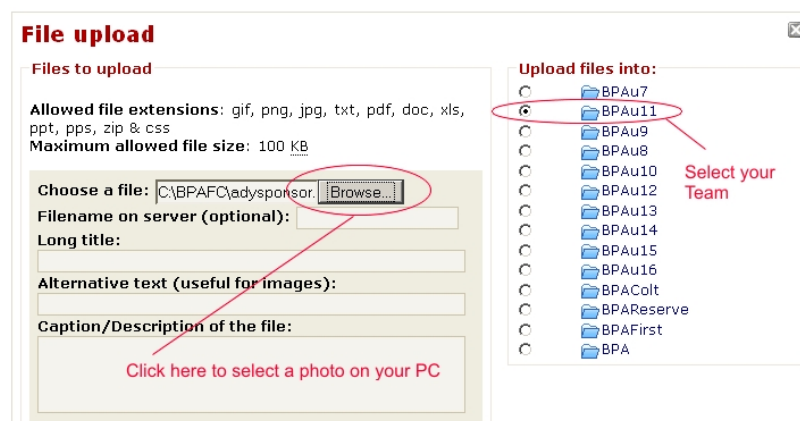 File upload
Files to upload
Allowed file extensions: gif, png, jpg, txt, pdf, doc, xls,
ppt, pps, zip & css
Maximum allowed file size: 100 KB
Choose a file: C:\BPAFC\adysponsor. Browse...
Filename on server (optional):
Long title:
Alternative text (useful for images):
Caption/Description of the file:
Click here to select a photo on your PC
Upload files into:
BPAu7
BPAu11
BPAu9
BPAu8
BPAu10
BPAu12
BPAu13
BPAu14
BPAu15
BPAu16
BPAColt
BPAReserve
BPAFirst
BPA
Select your
Team